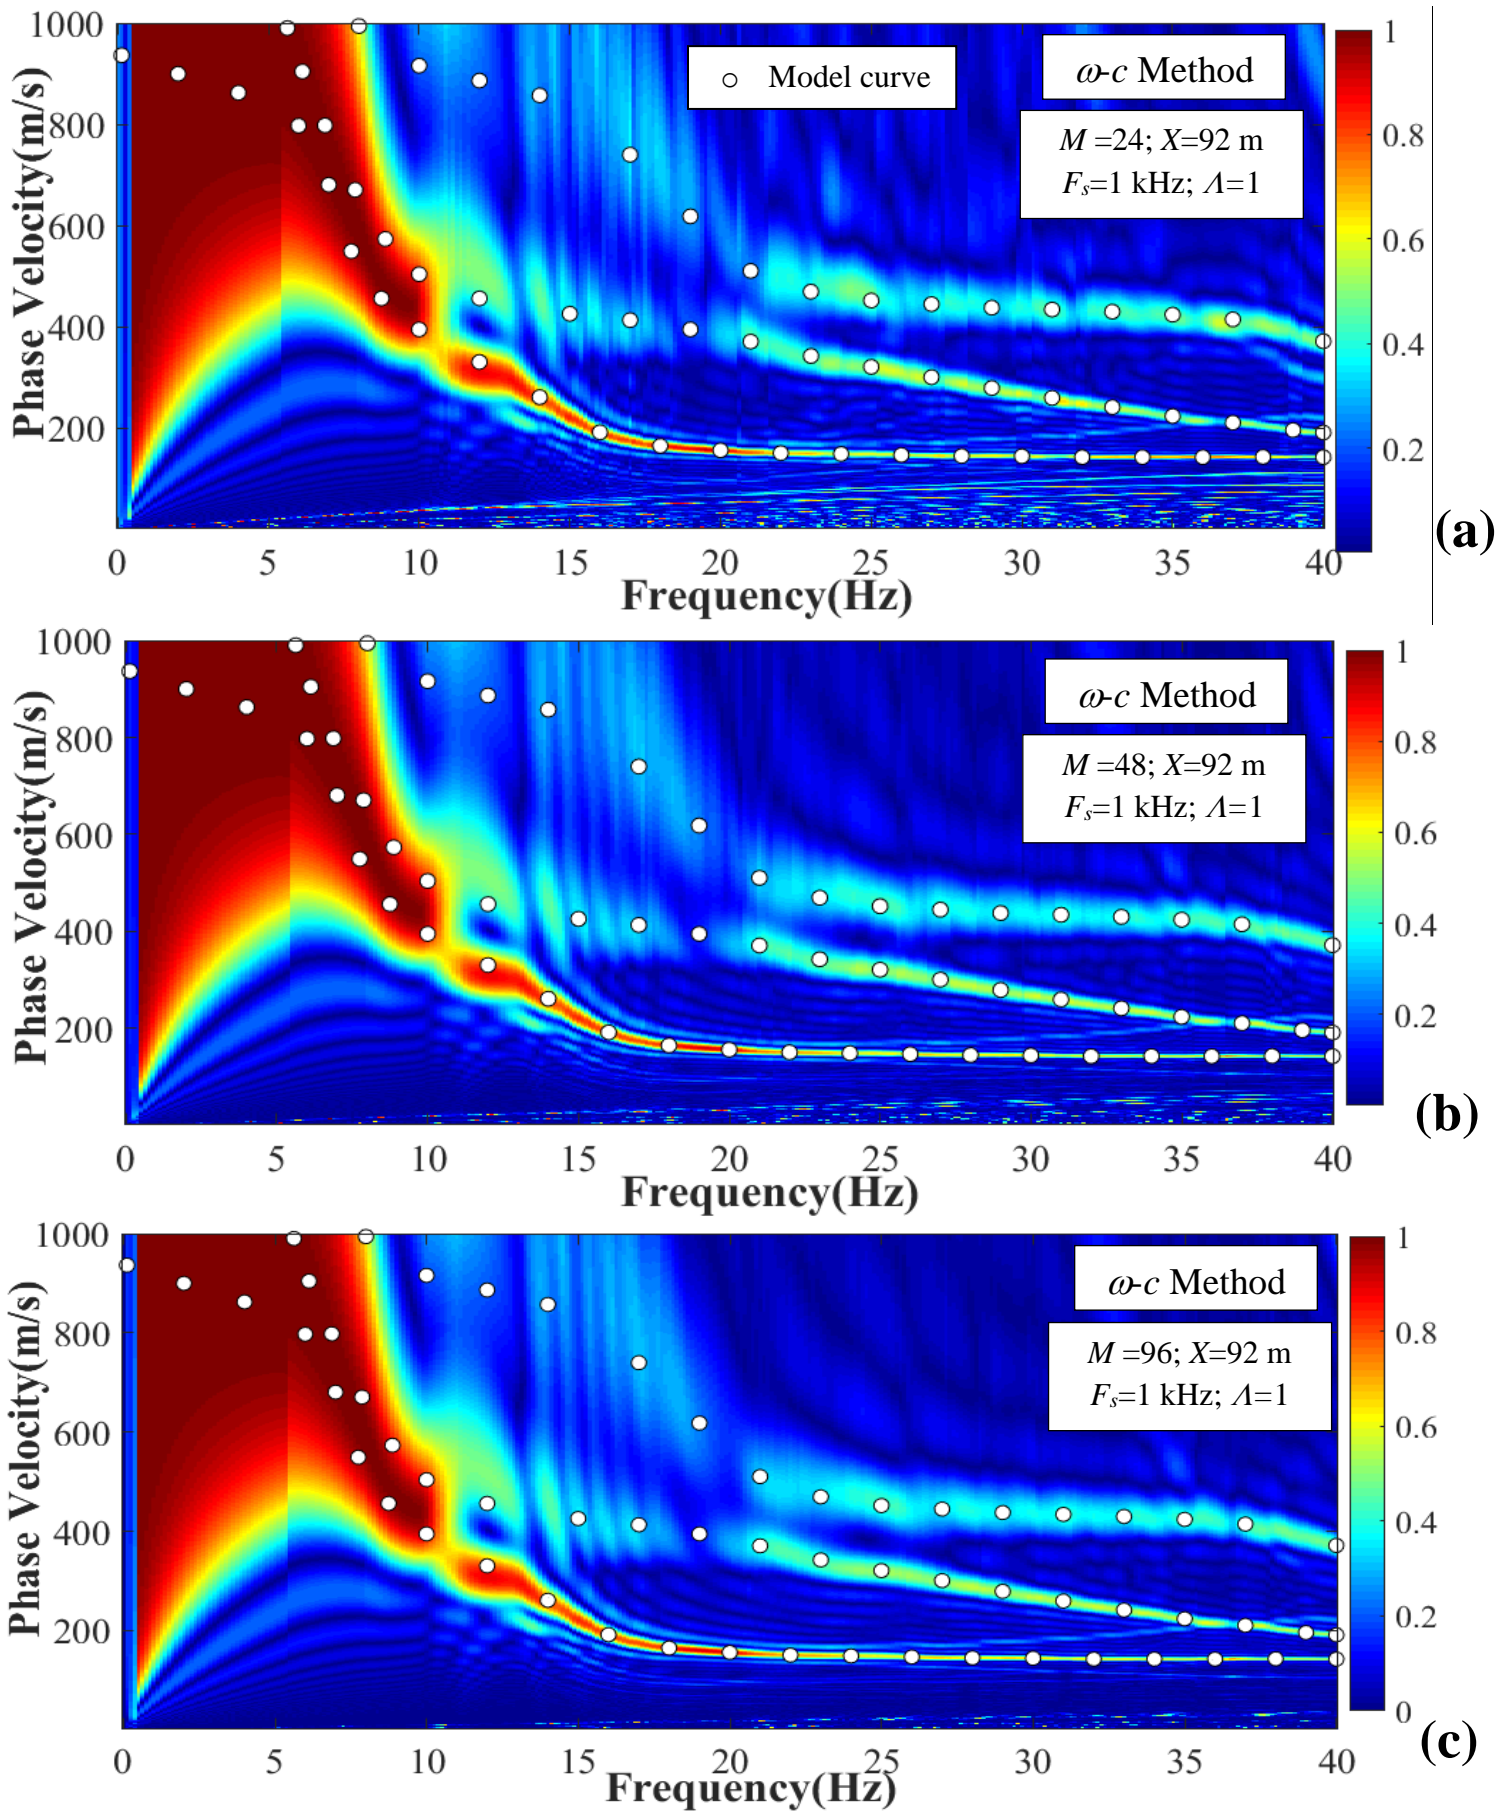 1000
800
600
400
200
Phase Velocity(m/s)
Model curve
ω-c Method
M =24; X=92 m
Fs=1 kHz; Λ=1
1
0.8
0.6
0.4
0.2
(a)
0 5 10 15 20 25 30 35 40
Frequency(Hz)
1000
800
600
400
200
Phase Velocity(m/s)
ω-c Method
M =48; X=92 m
Fs=1 kHz; Λ=1
1
0.8
0.6
0.4
0.2
(b)
0 5 10 15 20 25 30 35 40
Frequency(Hz)
1000
800
600
400
200
Phase Velocity(m/s)
ω-c Method
M =96; X=92 m
Fs=1 kHz; Λ=1
1
0.8
0.6
0.4
0.2
0
(c)
0 5 10 15 20 25 30 35 40
Frequency(Hz)